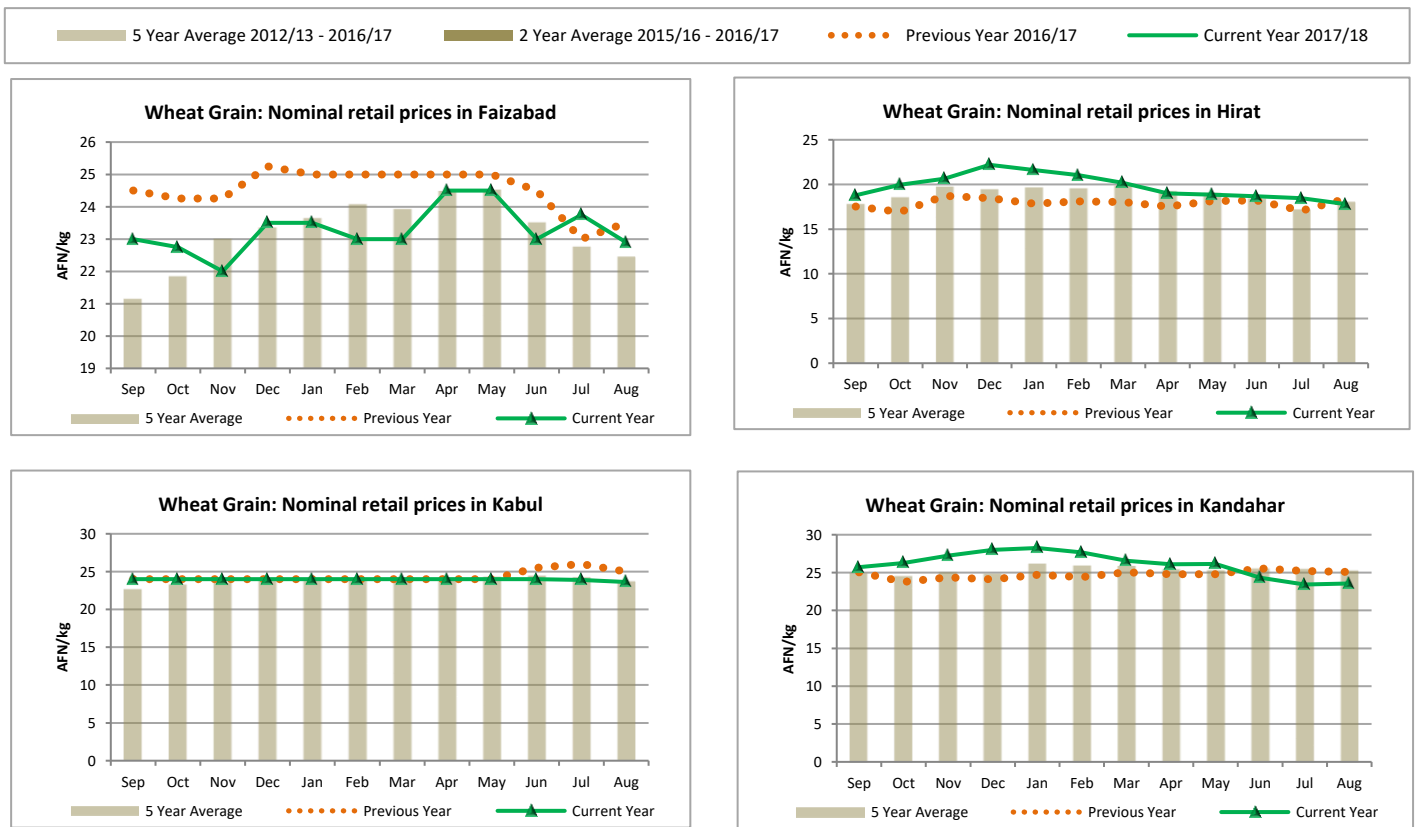 5 Year Average 2012/13 - 2016/17 2 Year Average 2015/16 - 2016/17 Previous Year 2016/17 Current Year 2017/18
Wheat Grain: Nominal retail prices in Faizabad
AFN/kg
26
25
24
23
22
21
20
19
Sep Oct Nov Dec Jan Feb Mar Apr May Jun Jul Aug
5 Year Average Previous Year Current Year
Wheat Grain: Nominal retail prices in Hirat
AFN/kg
25
20
15
10
5
0
Sep Oct Nov Dec Jan Feb Mar Apr May Jun Jul Aug
5 Year Average Previous Year Current Year
Wheat Grain: Nominal retail prices in Kabul
AFN/kg
30
25
20
15
10
5
0
Sep Oct Nov Dec Jan Feb Mar Apr May Jun Jul Aug
5 Year Average Previous Year Current Year
Wheat Grain: Nominal retail prices in Kandahar
AFN/kg
30
25
20
15
10
5
0
Sep Oct Nov Dec Jan Feb Mar Apr May Jun Jul Aug
5 Year Average Previous Year Current Year